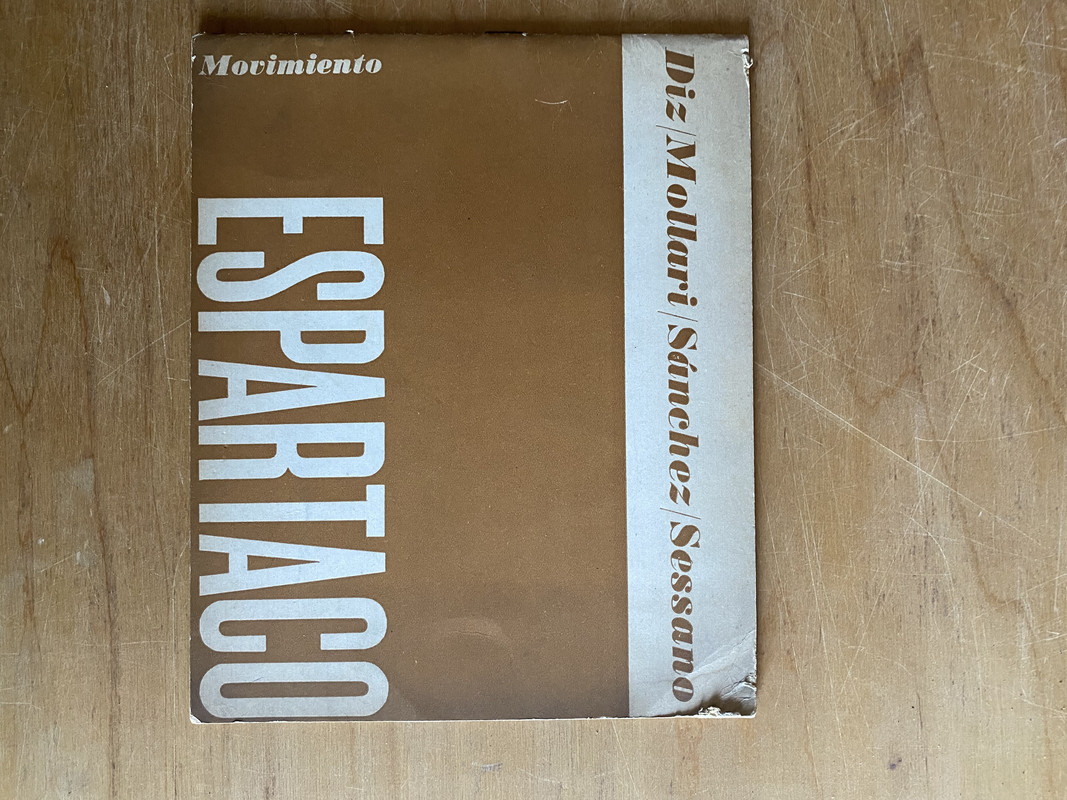 Movimiento
ESPARTACO
Diz/Mollari/Sánchez/Sessano